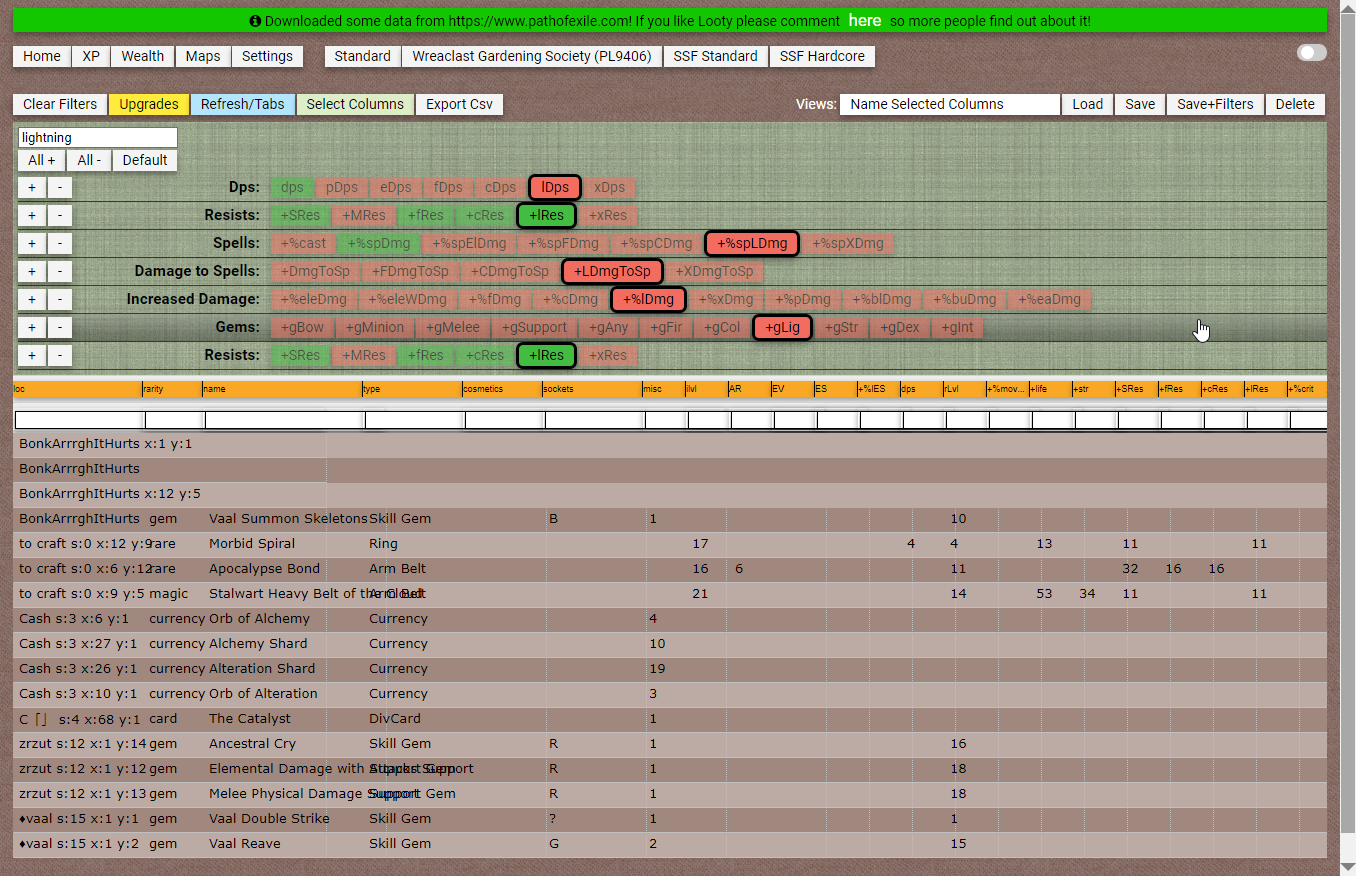 Downloaded some data from https://www.pathofexile.com! If you like Looty please comment here so more people find out about it!
Home XP Wealth Maps Settings Standard Wreaclast Gardening Society (PL9406) SSF Standard SSF Hardcore
Clear Filters Upgrades Refresh/Tabs Select Columns Export Csv Views: Name Selected Columns Load Save Save+Filters Delete
lightning
All + All - Default
+ - Dps: dps pDps eDps fDps cDps lDps xDps
+ - Resists: +SRes +MRes +fRes +cRes +lRes +xRes
+ - Spells: +%cast +%spDmg +%spElDmg +%spFDmg +%spCDmg +%spLDmg +%spXDmg
+ - Damage to Spells: +DmgToSp +FDmgToSp +CDmgToSp +LDmgToSp +XDmgToSp
+ - Increased Damage: +%eleDmg +%eleWDmg +%fDmg +%cDmg +%lDmg +%xDmg +%pDmg +%blDmg +%buDmg +%eaDmg
+ - Gems: +gBow +gMinion +gMelee +gSupport +gAny +gFir +gCol +gLig +gStr +gDex +gInt
+ - Resists: +SRes +MRes +fRes +cRes +lRes +xRes
loc rarity name type cosmetics sockets misc ilvl AR EV ES +%IES dps rLvl +%mov... +life +str +SRes +fRes +cRes +lRes +%crit
BonkArrrghItHurts x:1 y:1
BonkArrrghItHurts
BonkArrrghItHurts x:12 y:5
BonkArrrghItHurts gem Vaal Summon Skeletons Skill Gem B 1 10
to craft s:0 x:12 y:9 rare Morbid Spiral Ring 17 4 4 13 11 11
to craft s:0 x:6 y:12 rare Apocalypse Bond Arm Belt 16 6 11 32 16 16
to craft s:0 x:9 y:5 magic Stalwart Heavy Belt of the Cloud Arm Belt 21 14 53 34 11 11
Cash s:3 x:6 y:1 currency Orb of Alchemy Currency 4
Cash s:3 x:27 y:1 currency Alchemy Shard Currency 10
Cash s:3 x:26 y:1 currency Alteration Shard Currency 19
Cash s:3 x:10 y:1 currency Orb of Alteration Currency 3
C ⌈⌋ s:4 x:68 y:1 card The Catalyst DivCard 1
zrzut s:12 x:1 y:14 gem Ancestral Cry Skill Gem R 1 16
zrzut s:12 x:1 y:12 gem Elemental Damage with Attacks Support Support Gem R 1 18
zrzut s:12 x:1 y:13 gem Melee Physical Damage Support Support Gem R 1 18
♦vaal s:15 x:1 y:1 gem Vaal Double Strike Skill Gem ? 1 1
♦vaal s:15 x:1 y:2 gem Vaal Reave Skill Gem G 2 15